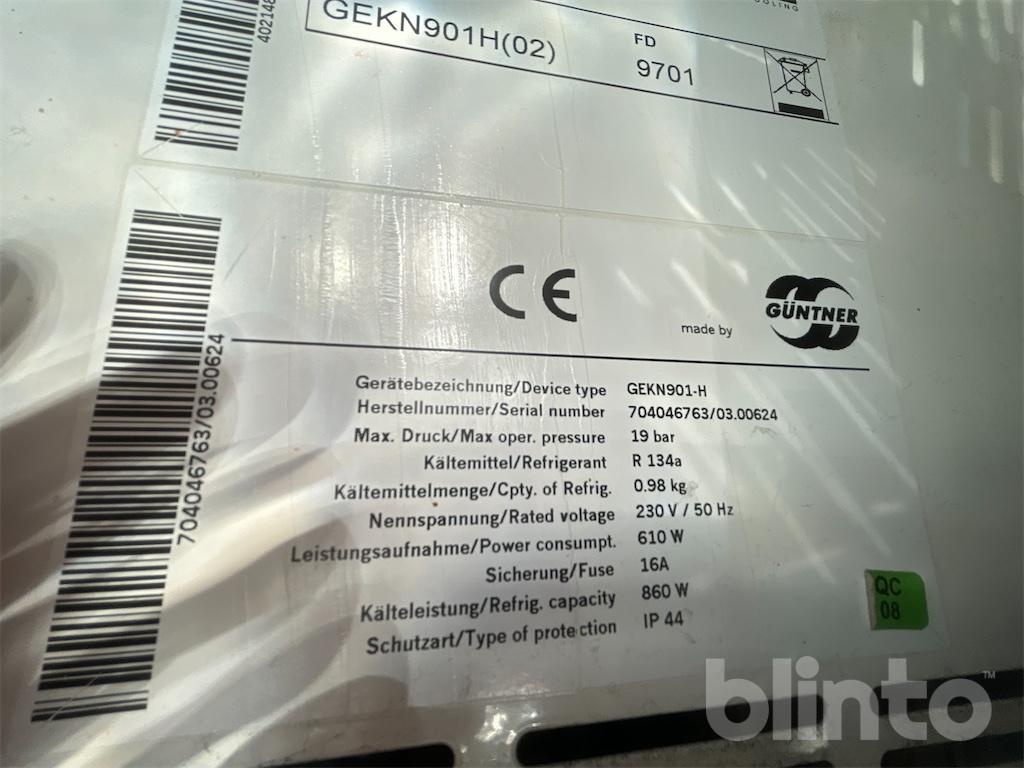 OLING
402148
GEKN901H(02)
FD
9701
CE
made by
GÜNTNER
704046763/03.00624
Gerätebezeichnung/Device type GEKN901-H
Herstellnummer/Serial number 704046763/03.00624
Max. Druck/Max oper. pressure 19 bar
Kältemittel/Refrigerant R 134a
Kältemittelmenge/Cpty. of Refrig. 0.98 kg
Nennspannung/Rated voltage 230 V / 50 Hz
Leistungsaufnahme/Power consumpt. 610 W
Sicherung/Fuse 16A
Kälteleistung/Refrig. capacity 860 W
Schutzart/Type of protection IP 44
QC
08
blinto™